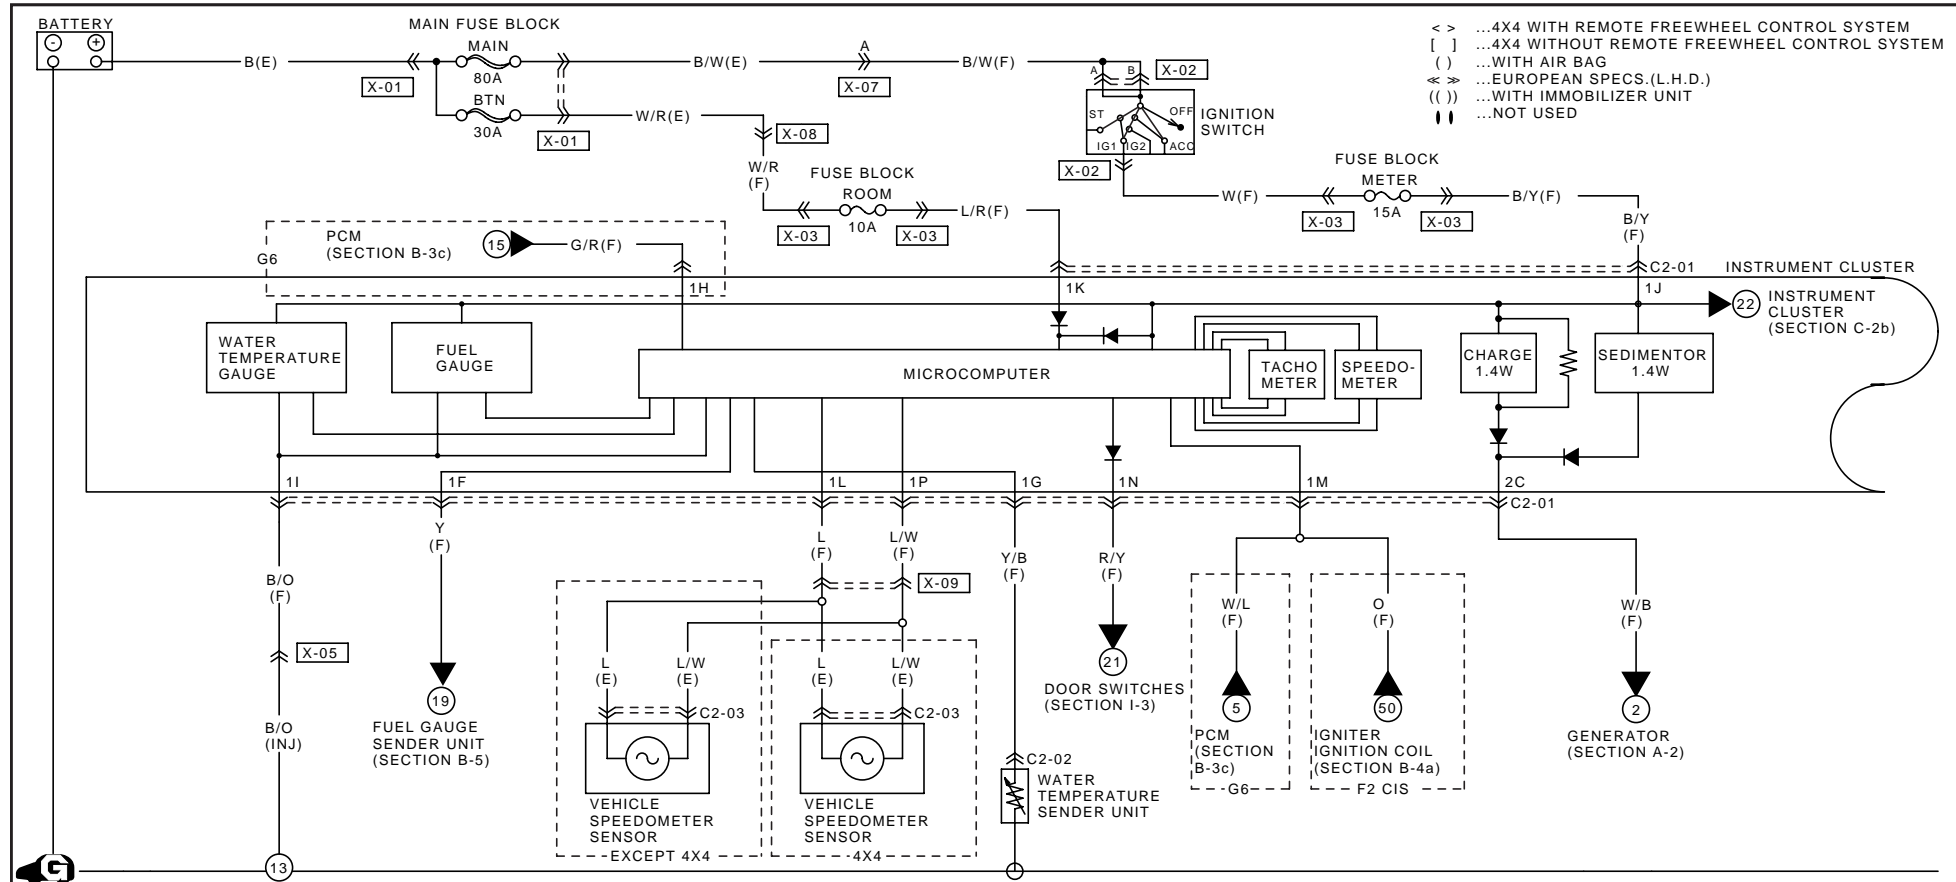 BATTERY
- +
MAIN FUSE BLOCK
MAIN
80A
BTN
30A
B(E)
X-01
X-01
B/W(E)
A
X-07
B/W(F)
W/R(E)
X-08
W/R
(F)
FUSE BLOCK
ROOM
10A
X-03
X-03
L/R(F)
A B
X-02
ST
OFF
IG1 IG2 ACC
IGNITION
SWITCH
X-02
W(F)
FUSE BLOCK
METER
15A
X-03
X-03
B/Y(F)
B/Y
(F)
< > ...4X4 WITH REMOTE FREEWHEEL CONTROL SYSTEM
[ ] ...4X4 WITHOUT REMOTE FREEWHEEL CONTROL SYSTEM
( ) ...WITH AIR BAG
≪ ≫ ...EUROPEAN SPECS.(L.H.D.)
(( )) ...WITH IMMOBILIZER UNIT
...NOT USED
PCM
(SECTION B-3c)
15
G/R(F)
G6
1H
1K
C2-01
1J
INSTRUMENT CLUSTER
22
INSTRUMENT
CLUSTER
(SECTION C-2b)
WATER
TEMPERATURE
GAUGE
FUEL
GAUGE
MICROCOMPUTER
TACHO
METER
SPEEDO-
METER
CHARGE
1.4W
SEDIMENTOR
1.4W
1I
1F
1L
1P
1G
1N
1M
2C
C2-01
B/O
(F)
X-05
B/O
(INJ)
13
Y
(F)
19
FUEL GAUGE
SENDER UNIT
(SECTION B-5)
L
(F)
L/W
(F)
X-09
L
(E)
L/W
(E)
C2-03
VEHICLE
SPEEDOMETER
SENSOR
EXCEPT 4X4
L
(E)
L/W
(E)
C2-03
VEHICLE
SPEEDOMETER
SENSOR
4X4
Y/B
(F)
C2-02
WATER
TEMPERATURE
SENDER UNIT
R/Y
(F)
21
DOOR SWITCHES
(SECTION I-3)
W/L
(F)
5
PCM
(SECTION
B-3c)
G6
O
(F)
50
IGNITER
IGNITION COIL
(SECTION B-4a)
F2 CIS
W/B
(F)
2
GENERATOR
(SECTION A-2)
G